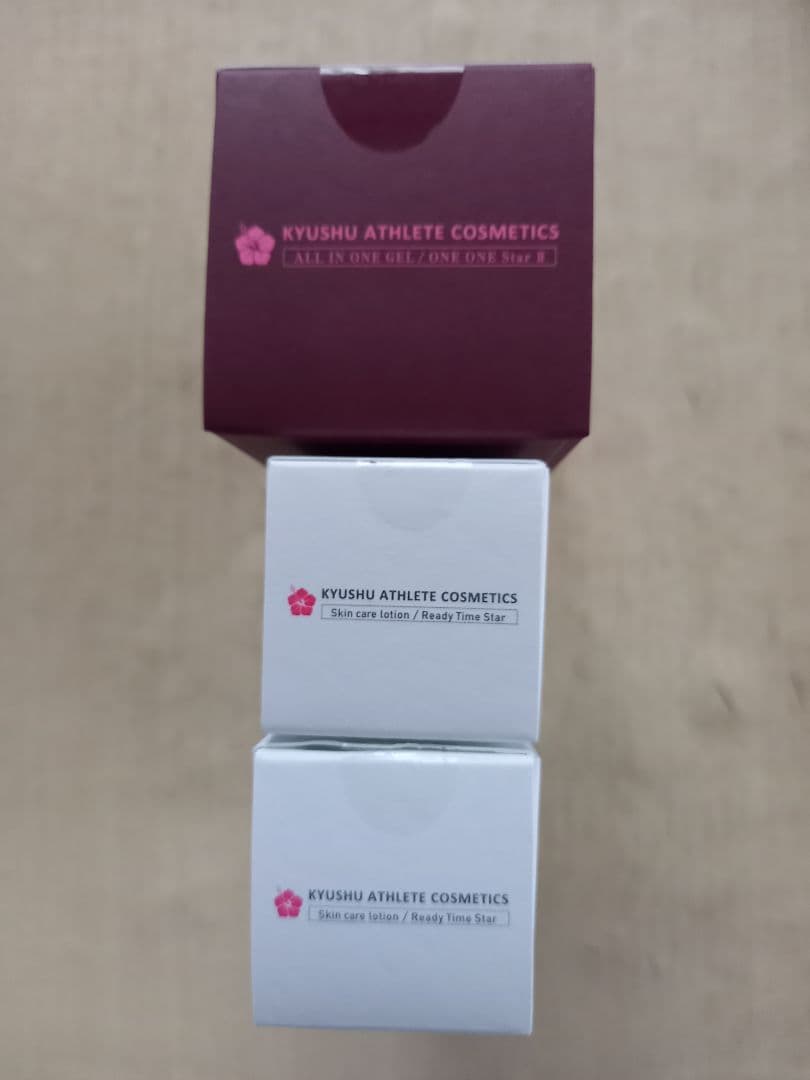 KYUSHU ATHLETE COSMETICS
ALL IN ONE GEL / ONE ONE Star Ⅱ
KYUSHU ATHLETE COSMETICS
Skin care lotion / Ready Time Star
KYUSHU ATHLETE COSMETICS
Skin care lotion / Ready Time Star